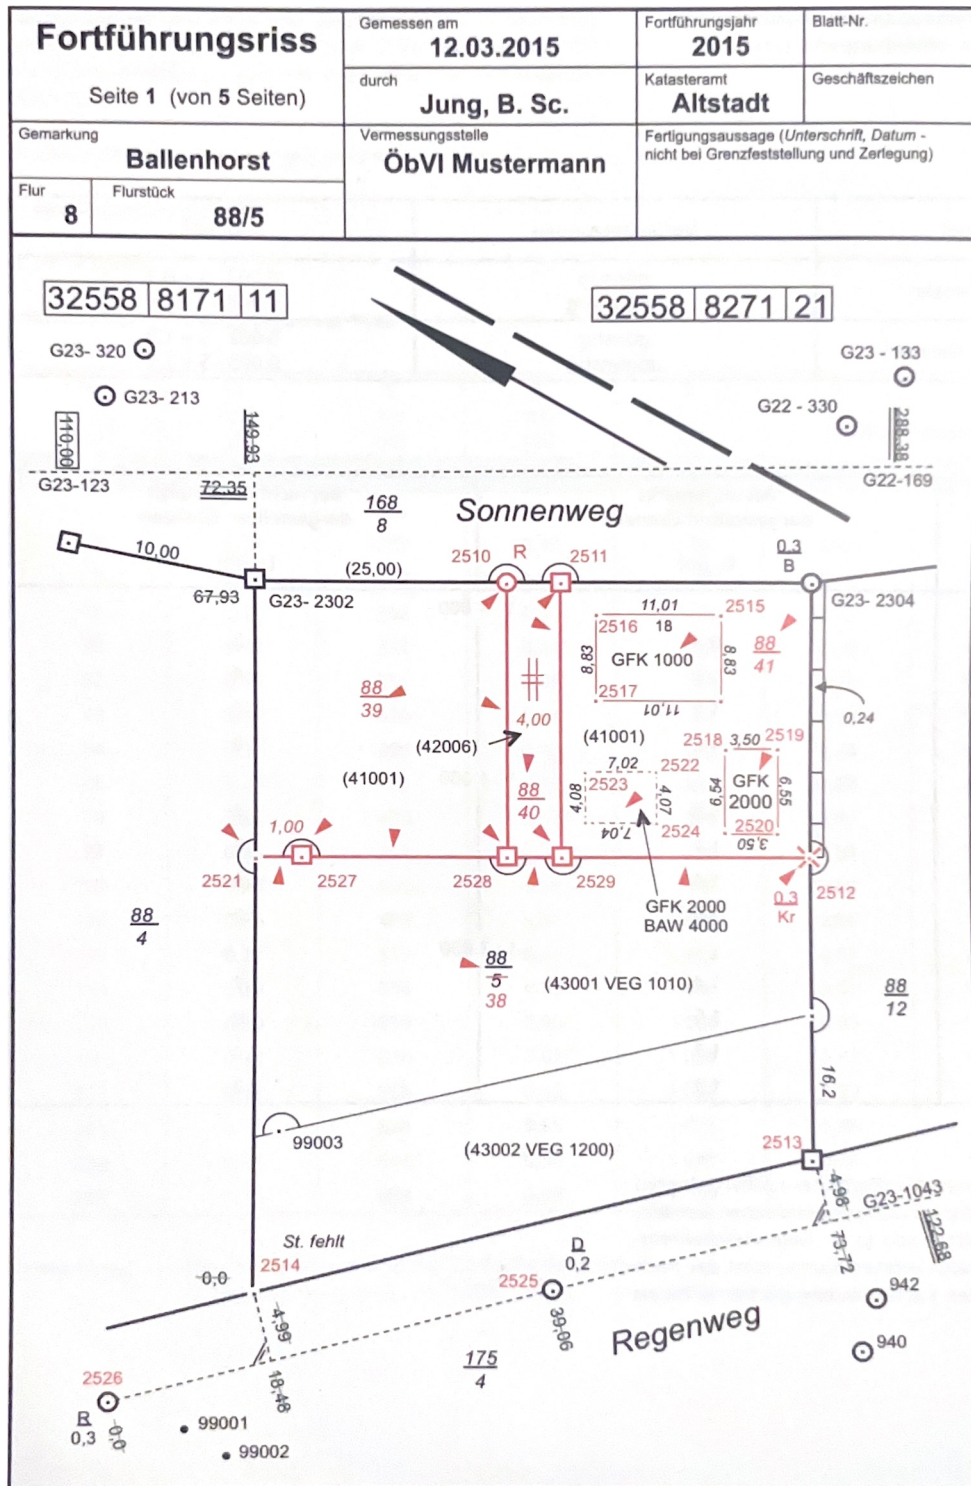 Fortführungsriss
Seite 1 (von 5 Seiten)
Gemessen am
12.03.2015
durch
Jung, B. Sc.
Fortführungsjahr
2015
Katasteramt
Altstadt
Blatt-Nr.
Geschäftszeichen
Gemarkung
Ballenhorst
Flur
8
Flurstück
88/5
Vermessungsstelle
ÖbVI Mustermann
Fertigungsaussage (Unterschrift, Datum -
nicht bei Grenzfeststellung und Zerlegung)
32558 8171 11
32558 8271 21
G23- 320
G23- 213
G23 - 133
G22 - 330
110,00
149,93
288,38
G23-123
72,35
G22-169
168
8
Sonnenweg
10,00
67,93
G23- 2302
(25,00)
2510
R
2511
0,3
B
G23- 2304
11,01
2515
2516
18
GFK 1000
8,83
8,83
2517
11,01
88
41
88
39
(42006)
4,00
(41001)
(41001)
0,24
2518
3,50
2519
GFK
2000
6,54
6,55
2520
3,50
7,02
2522
2523
4,08
4,07
7,04
2524
88
40
1,00
2521
2527
2528
2529
2512
0,3
Kr
GFK 2000
BAW 4000
88
4
88
5
38
(43001 VEG 1010)
88
12
16,2
99003
(43002 VEG 1200)
2513
4,98
G23-1043
73,72
122,68
St. fehlt
2514
0,0
D
0,2
2525
39,06
4,99
18,46
Regenweg
942
940
175
4
2526
R
0,3
0,0
99001
99002